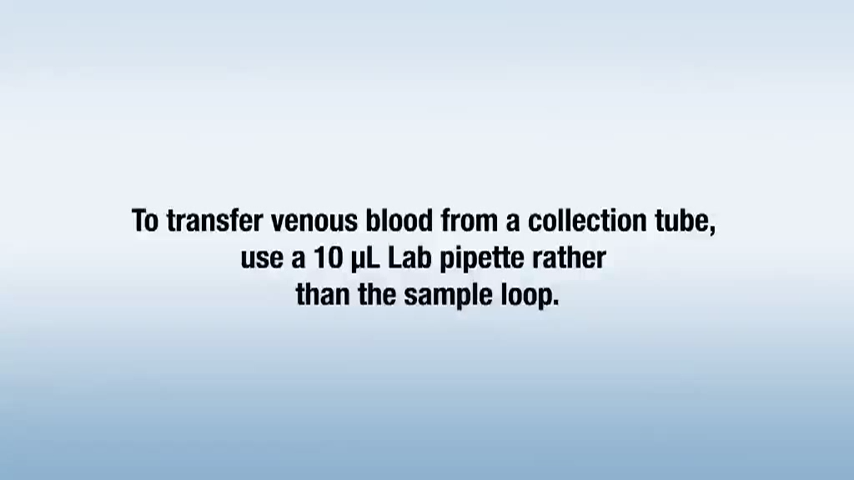 To transfer venous blood from a collection tube,
use a 10 µL Lab pipette rather
than the sample loop.